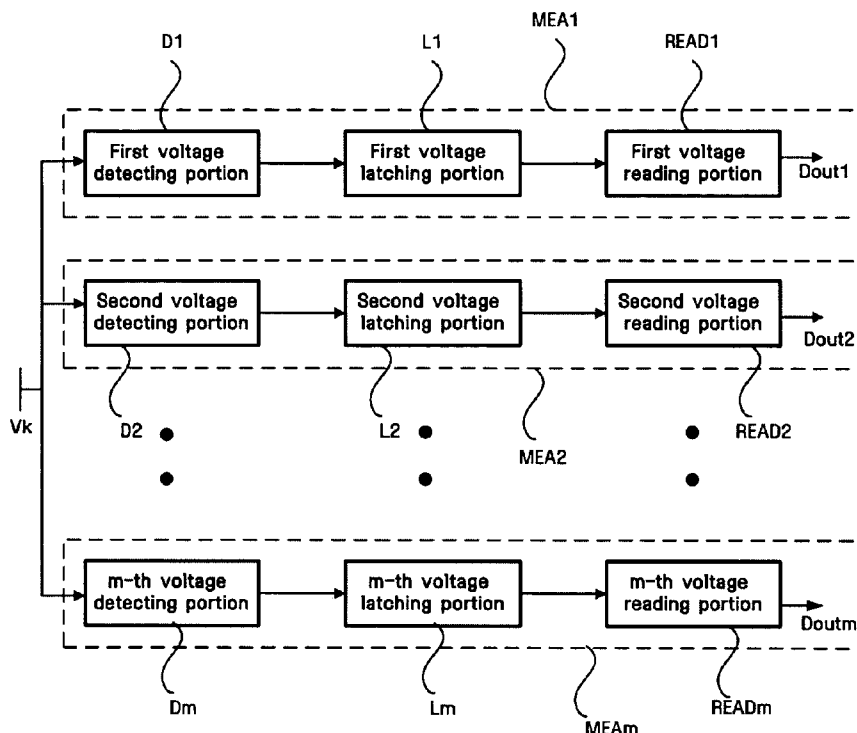 MEA1
D1 L1 READ1
First voltage detecting portion
First voltage latching portion
First voltage reading portion
Dout1
Second voltage detecting portion
Second voltage latching portion
Second voltage reading portion
Dout2
Vk
D2 L2 MEA2 READ2
m-th voltage detecting portion
m-th voltage latching portion
m-th voltage reading portion
Doutm
Dm Lm MEAm READm